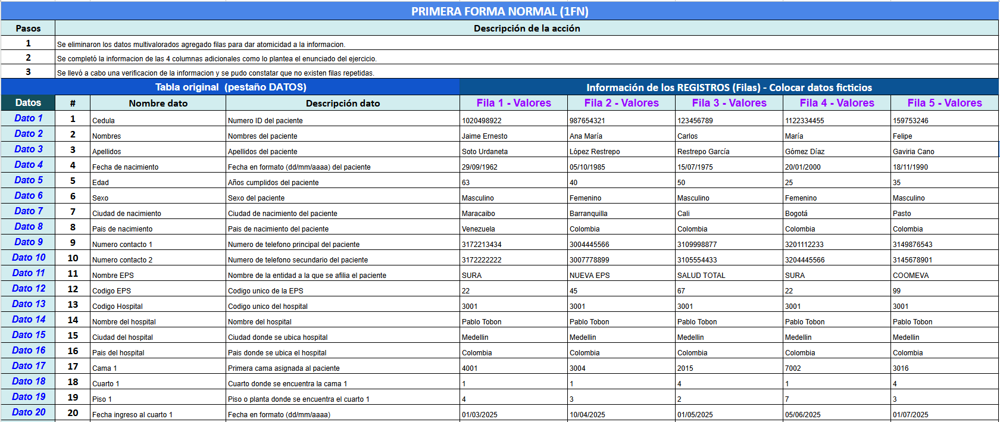 PRIMERA FORMA NORMAL (1FN)
Pasos Descripción de la acción
1 Se eliminaron los datos multivalorados agregado filas para dar atomicidad a la informacion.
2 Se completó la informacion de las 4 columnas adicionales como lo plantea el enunciado del ejercicio.
3 Se llevó a cabo una verificacion de la informacion y se pudo constatar que no existen filas repetidas.
Tabla original (pestaño DATOS) Información de los REGISTROS (Filas) - Colocar datos ficticios
Datos # Nombre dato Descripción dato Fila 1 - Valores Fila 2 - Valores Fila 3 - Valores Fila 4 - Valores Fila 5 - Valores
Dato 1 1 Cedula Numero ID del paciente 1020498922 987654321 123456789 1122334455 159753246
Dato 2 2 Nombres Nombres del paciente Jaime Ernesto Ana María Carlos María Felipe
Dato 3 3 Apellidos Apellidos del paciente Soto Urdaneta López Restrepo Restrepo García Gómez Díaz Gaviria Cano
Dato 4 4 Fecha de nacimiento Fecha en formato (dd/mm/aaaa) del paciente 29/09/1962 05/10/1985 15/07/1975 20/01/2000 18/11/1990
Dato 5 5 Edad Años cumplidos del paciente 63 40 50 25 35
Dato 6 6 Sexo Sexo del paciente Masculino Femenino Masculino Femenino Masculino
Dato 7 7 Ciudad de nacimiento Ciudad de nacimiento del paciente Maracaibo Barranquilla Cali Bogotá Pasto
Dato 8 8 Pais de nacimiento Pais de nacimiento del paciente Venezuela Colombia Colombia Colombia Colombia
Dato 9 9 Numero contacto 1 Numero de telefono principal del paciente 3172213434 3004445566 3109998877 3201112233 3149876543
Dato 10 10 Numero contacto 2 Numero de telefono secundario del paciente 3172222222 3007778899 3105554433 3204445566 3145678901
Dato 11 11 Nombre EPS Nombre de la entidad a la que se afilia el paciente SURA NUEVA EPS SALUD TOTAL SURA COOMEVA
Dato 12 12 Codigo EPS Codigo unico de la EPS 22 45 67 22 99
Dato 13 13 Codigo Hospital Codigo unico del hospital 3001 3001 3001 3001 3001
Dato 14 14 Nombre del hospital Nombre del hospital Pablo Tobon Pablo Tobon Pablo Tobon Pablo Tobon Pablo Tobon
Dato 15 15 Ciudad del hospital Ciudad donde se ubica hospital Medellin Medellin Medellin Medellin Medellin
Dato 16 16 Pais del hospital Pais donde se ubica el hospital Colombia Colombia Colombia Colombia Colombia
Dato 17 17 Cama 1 Primera cama asignada al paciente 4001 3004 2015 7002 3016
Dato 18 18 Cuarto 1 Cuarto donde se encuentra la cama 1 1 1 4 1 4
Dato 19 19 Piso 1 Piso o planta donde se encuentra el cuarto 1 4 3 2 7 3
Dato 20 20 Fecha ingreso al cuarto 1 Fecha en formato (dd/mm/aaaa) 01/03/2025 10/04/2025 01/05/2025 05/06/2025 01/07/2025